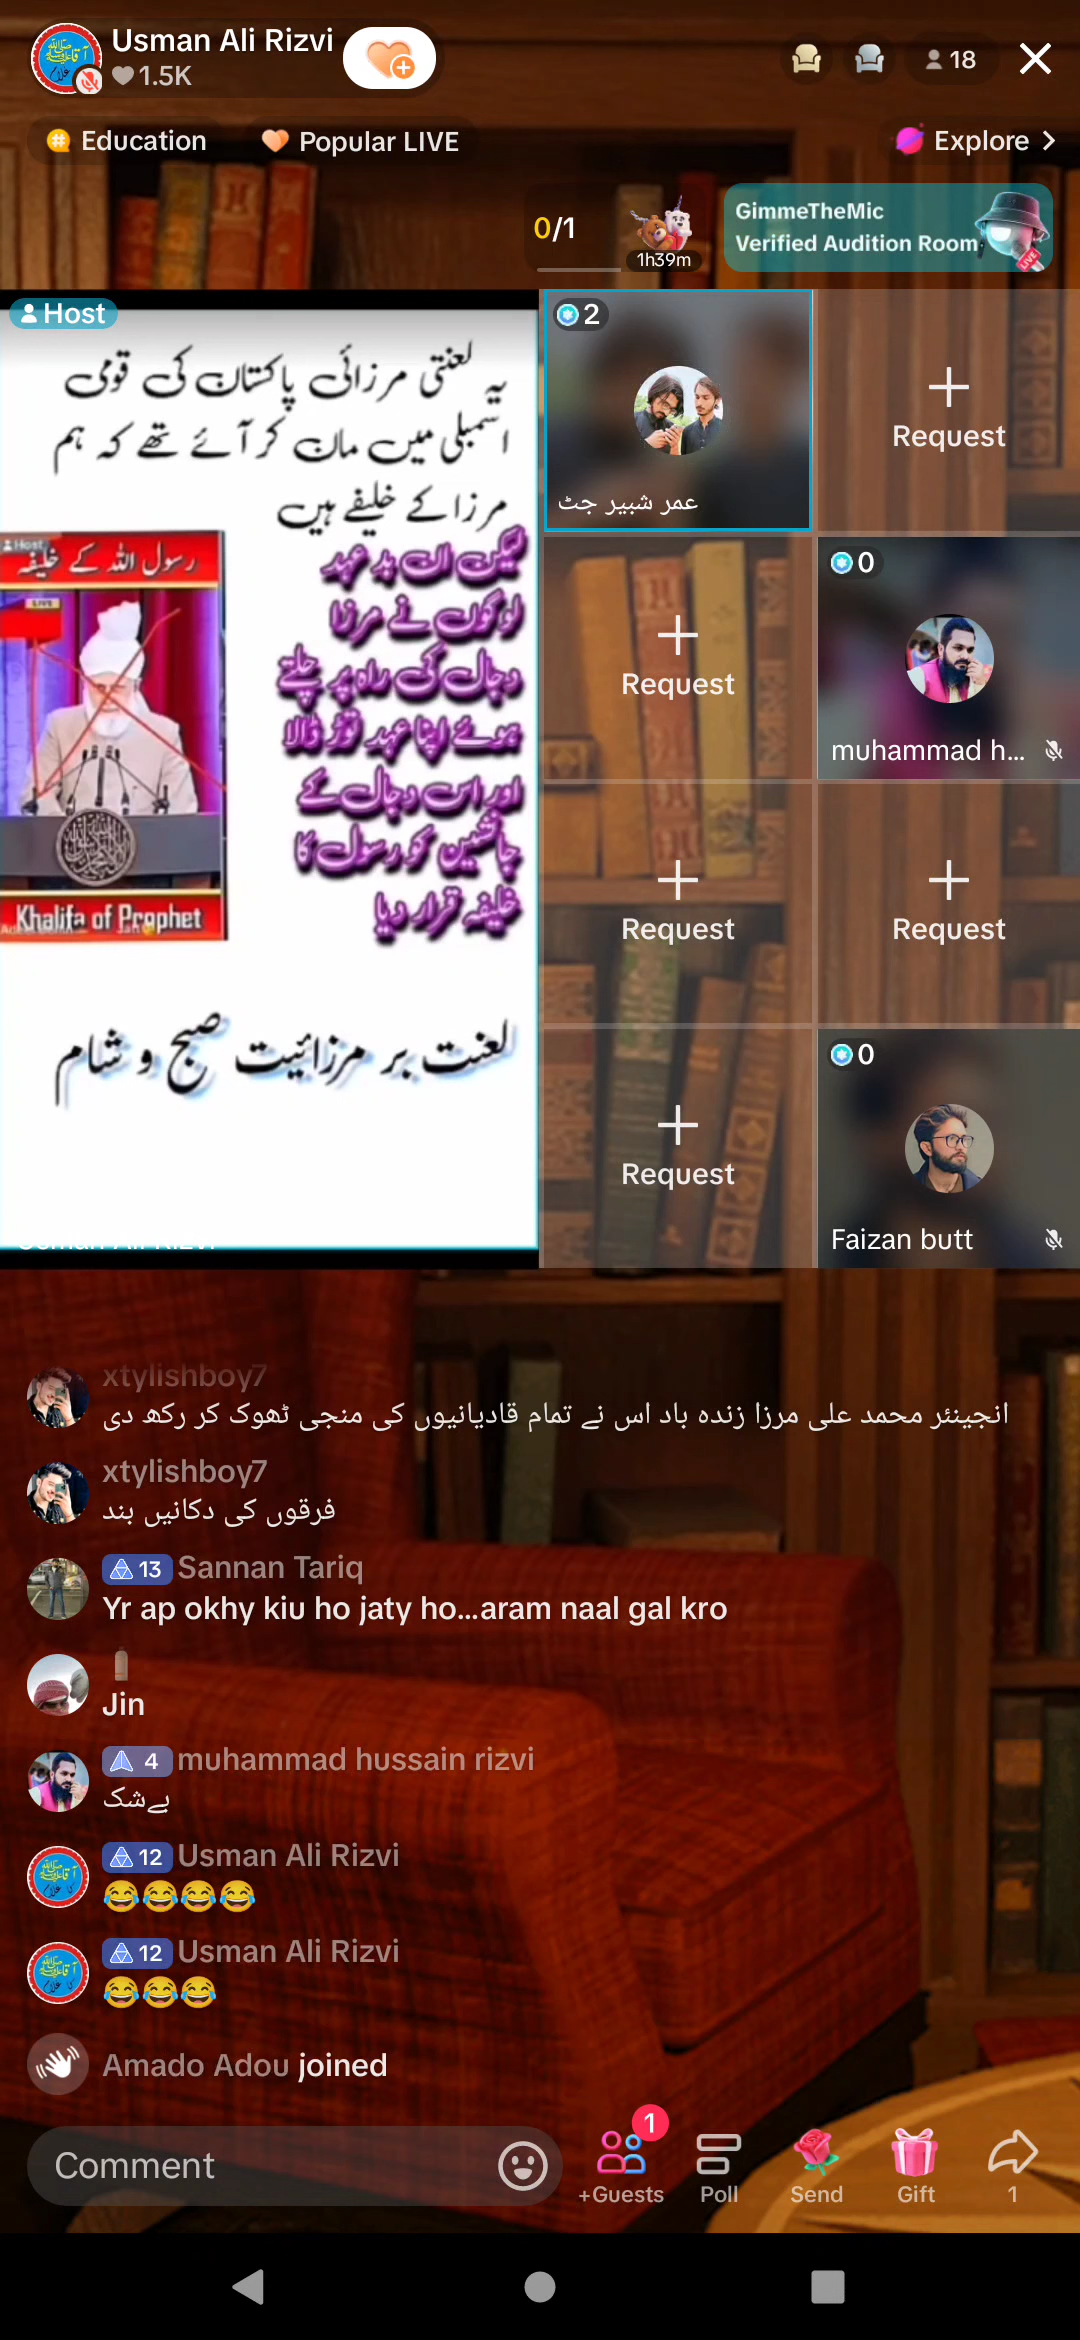 Usman Ali Rizvi
1.5K
18
Education
Popular LIVE
Explore
0/1
1h39m
GimmeTheMic
Verified Audition Room
LIVE
Host
یہ لعنتی مرزائی پاکستان کی قومی
اسمبلی میں مان کر آئے تھے کہ ہم
مرزا کے خلیفے ہیں
لیکن ان بد عہد
لوگوں نے مرزا
دجال کی راہ پر چلتے
ہوئے اپنا عہد توڑ ڈالا
اور اس دجال کے
جانشین کو رسول کا
خلیفہ قرار دیا
Host
رسول اللہ کے خلیفہ
LIVE
Khalifa of Prophet
لعنت بر مرزائیت صبح و شام
Usman Ali Rizvi
2
عمر شبیر جٹ
Request
Request
0
muhammad h...
Request
Request
Request
0
Faizan butt
xtylishboy7
انجینئر محمد علی مرزا زندہ باد اس نے تمام قادیانیوں کی منجی ٹھوک کر رکھ دی
xtylishboy7
فرقوں کی دکانیں بند
13 Sannan Tariq
Yr ap okhy kiu ho jaty ho...aram naal gal kro
Jin
4 muhammad hussain rizvi
بےشک
12 Usman Ali Rizvi
😂😂😂😂
12 Usman Ali Rizvi
😂😂😂
Amado Adou joined
Comment
1
+Guests
Poll
Send
Gift
1